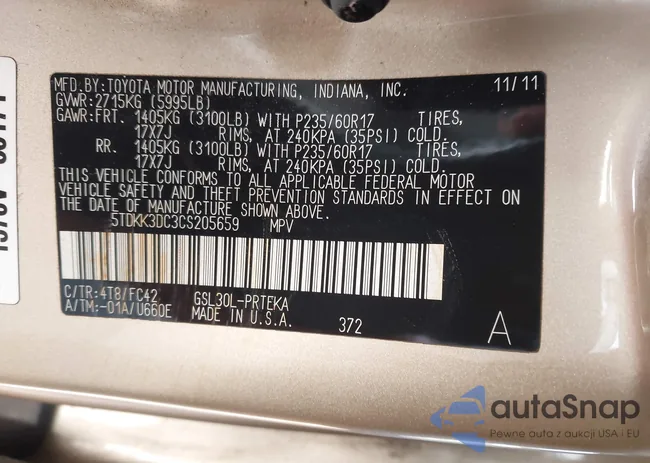 MFD.BY:TOYOTA MOTOR MANUFACTURING, INDIANA, INC. 11/11
GVWR:2715KG (5995LB)
GAWR:FRT. 1405KG (3100LB) WITH P235/60R17 TIRES,
17X7J RIMS, AT 240KPA (35PSI) COLD.
RR. 1405KG (3100LB) WITH P235/60R17 TIRES,
17X7J RIMS, AT 240KPA (35PSI) COLD.
THIS VEHICLE CONFORMS TO ALL APPLICABLE FEDERAL MOTOR
VEHICLE SAFETY AND THEFT PREVENTION STANDARDS IN EFFECT ON
THE DATE OF MANUFACTURE SHOWN ABOVE.
5TDKK3DC3CS205659 MPV
C/TR:4T8/FC42 GSL30L-PRTEKA
A/TM:-01A/U660E MADE IN U.S.A. 372 A
autaSnap
Pewne auta z aukcji USA i EU